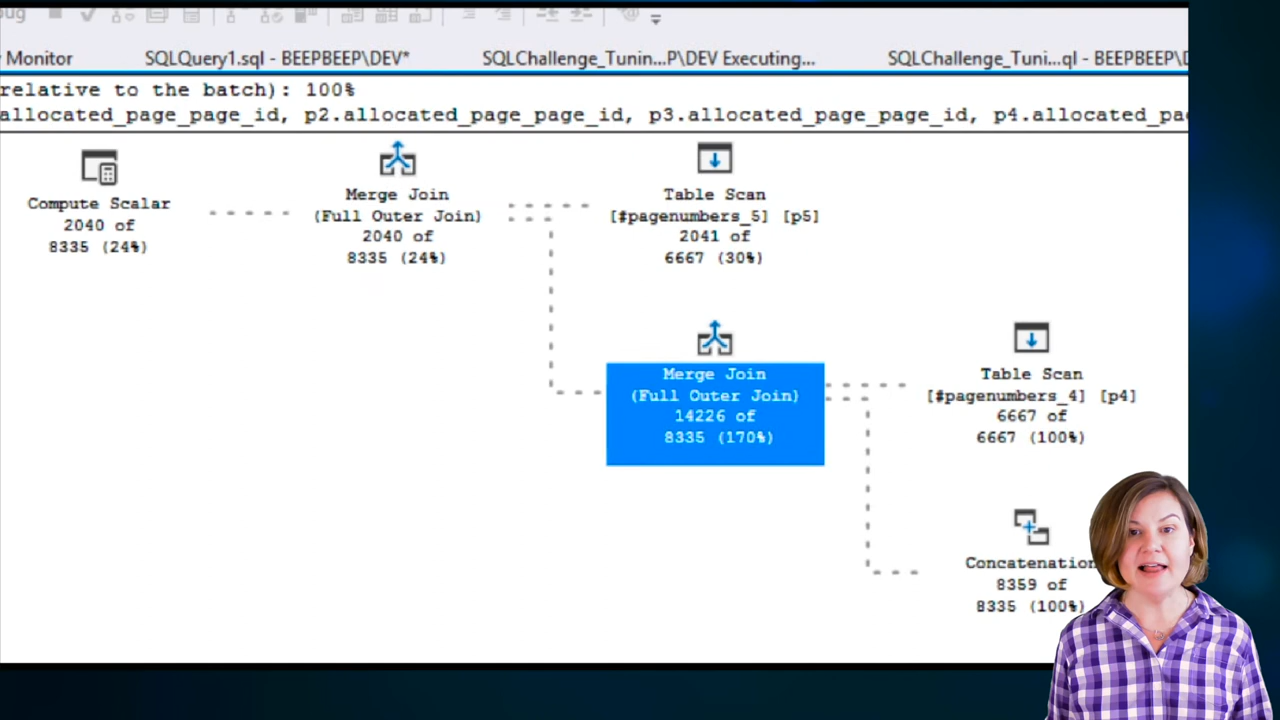 ug
Monitor
SQLQuery1.sql - BEEPBEEP\DEV*
SQLChallenge_Tunin...P\DEV Executing...
SQLChallenge_Tuni...ql - BEEPBEEP\D
relative to the batch): 100%
allocated_page_page_id, p2.allocated_page_page_id, p3.allocated_page_page_id, p4.allocated_pa
Compute Scalar
2040 of
8335 (24%)
Merge Join
(Full Outer Join)
2040 of
8335 (24%)
Table Scan
[#pagenumbers_5] [p5]
2041 of
6667 (30%)
Merge Join
(Full Outer Join)
14226 of
8335 (170%)
Table Scan
[#pagenumbers_4] [p4]
6667 of
6667 (100%)
Concatenation
8359 of
8335 (100%)